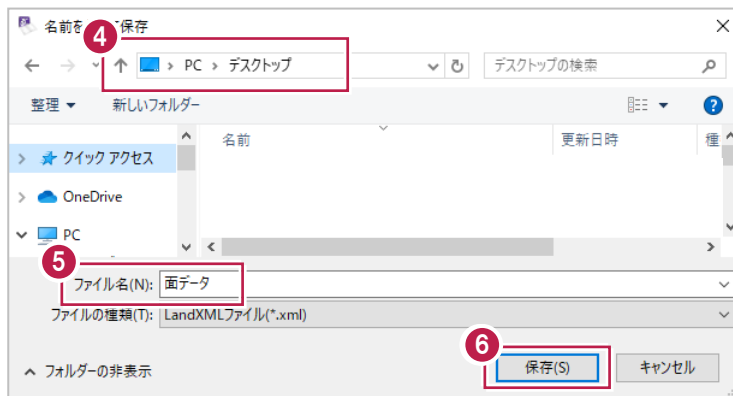 名前を 保存
4
PC > デスクトップ
デスクトップの検索
整理 ▼ 新しいフォルダー
名前 更新日時 種
クイック アクセス
OneDrive
PC
5
ファイル名(N): 面データ
ファイルの種類(T): LandXMLファイル(*.xml)
6
フォルダーの非表示 保存(S) キャンセル